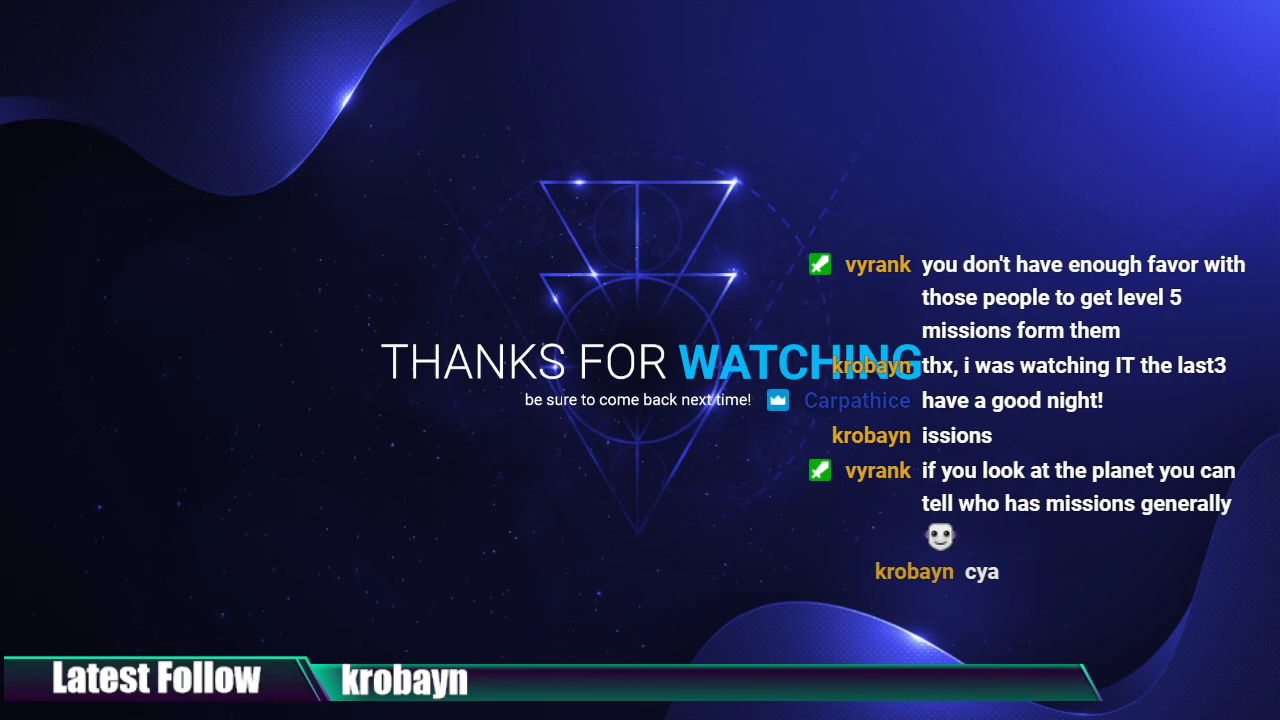 vyrank you don't have enough favor with
those people to get level 5
missions form them
THANKS FOR WATCHING
krobayn thx, i was watching IT the last3
be sure to come back next time!
Carpathice have a good night!
krobayn issions
vyrank if you look at the planet you can
tell who has missions generally
krobayn cya
Latest Follow krobayn